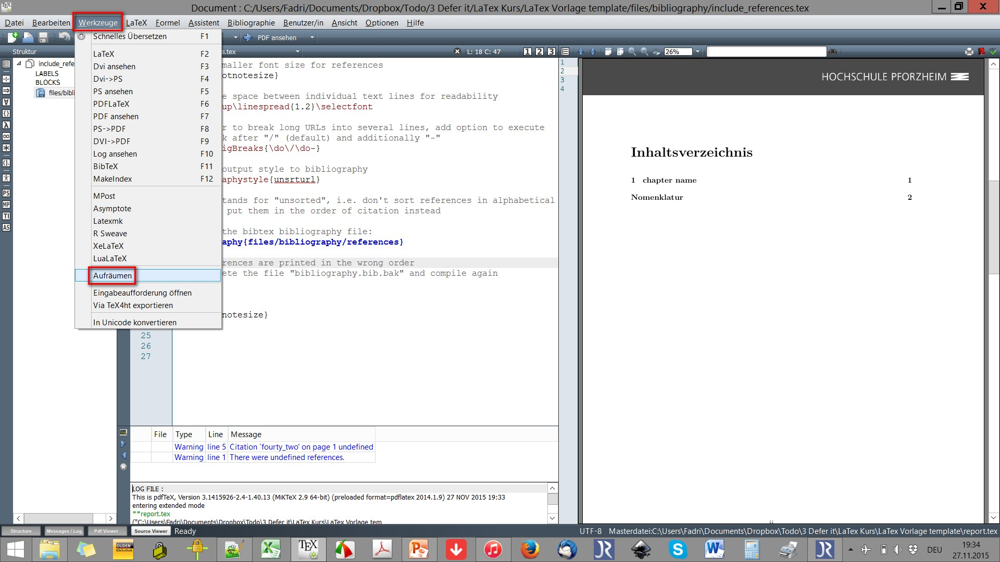 Document : C:/Users/Fadri/Documents/Dropbox/Todo/3 Defer it/LaTex Kurs/LaTex Vorlage template/files/bibliography/include_references.tex
Datei Bearbeiten Werkzeuge LaTeX Formel Assistent Bibliographie Benutzer/in Ansicht Optionen Hilfe
PDF ansehen
Struktur
s.tex
L: 18 C: 47
1 2 3
26%
include_refe
LABELS
BLOCKS
files/bibli
Schnelles Übersetzen F1
LaTeX F2
Dvi ansehen F3
Dvi->PS F4
PS ansehen F5
PDFLaTeX F6
PDF ansehen F7
PS->PDF F8
DVI->PDF F9
Log ansehen F10
BibTeX F11
MakeIndex F12
MPost
Asymptote
Latexmk
R Sweave
XeLaTeX
LuaLaTeX
Aufräumen
Eingabeaufforderung öffnen
Via TeX4ht exportieren
In Unicode konvertieren
maller font size for references
otnotesize}
e space between individual text lines for readability
up\linespread{1.2}\selectfont
r to break long URLs into several lines, add option to execute
k after "/" (default) and additionally "-"
igBreaks{\do\/\do-}
output style to bibliography
aphystyle{unsrturl}
tands for "unsorted", i.e. don't sort references in alphabetical
put them in the order of citation instead
the bibtex bibliography file:
aphy{files/bibliography/references}
rences are printed in the wrong order
ete the file "bibliography.bib.bak" and compile again
notesize}
25
26
27
1
2
3
4
HOCHSCHULE PFORZHEIM
Inhaltsverzeichnis
1 chapter name 1
Nomenklatur 2
ii
File Type Line Message
Warning line 5 Citation `fourty_two' on page 1 undefined
Warning line 1 There were undefined references.
LOG FILE :
This is pdfTeX, Version 3.1415926-2.4-1.40.13 (MiKTeX 2.9 64-bit) (preloaded format=pdflatex 2014.1.9) 27 NOV 2015 19:33
entering extended mode
**report.tex
("C:\Users\Fadri\Documents\Dropbox\Todo\3 Defer it\LaTex Kurs\LaTex Vorlage tem
Structure Messages / Log Pdf Viewer Source Viewer Ready
UTF-8 Masterdatei:C:\Users\Fadri\Documents\Dropbox\Todo\3 Defer it\LaTex Kurs\LaTex Vorlage template\report.tex
DUDEN
Bibliothek
TEX
DEU
19:34
27.11.2015